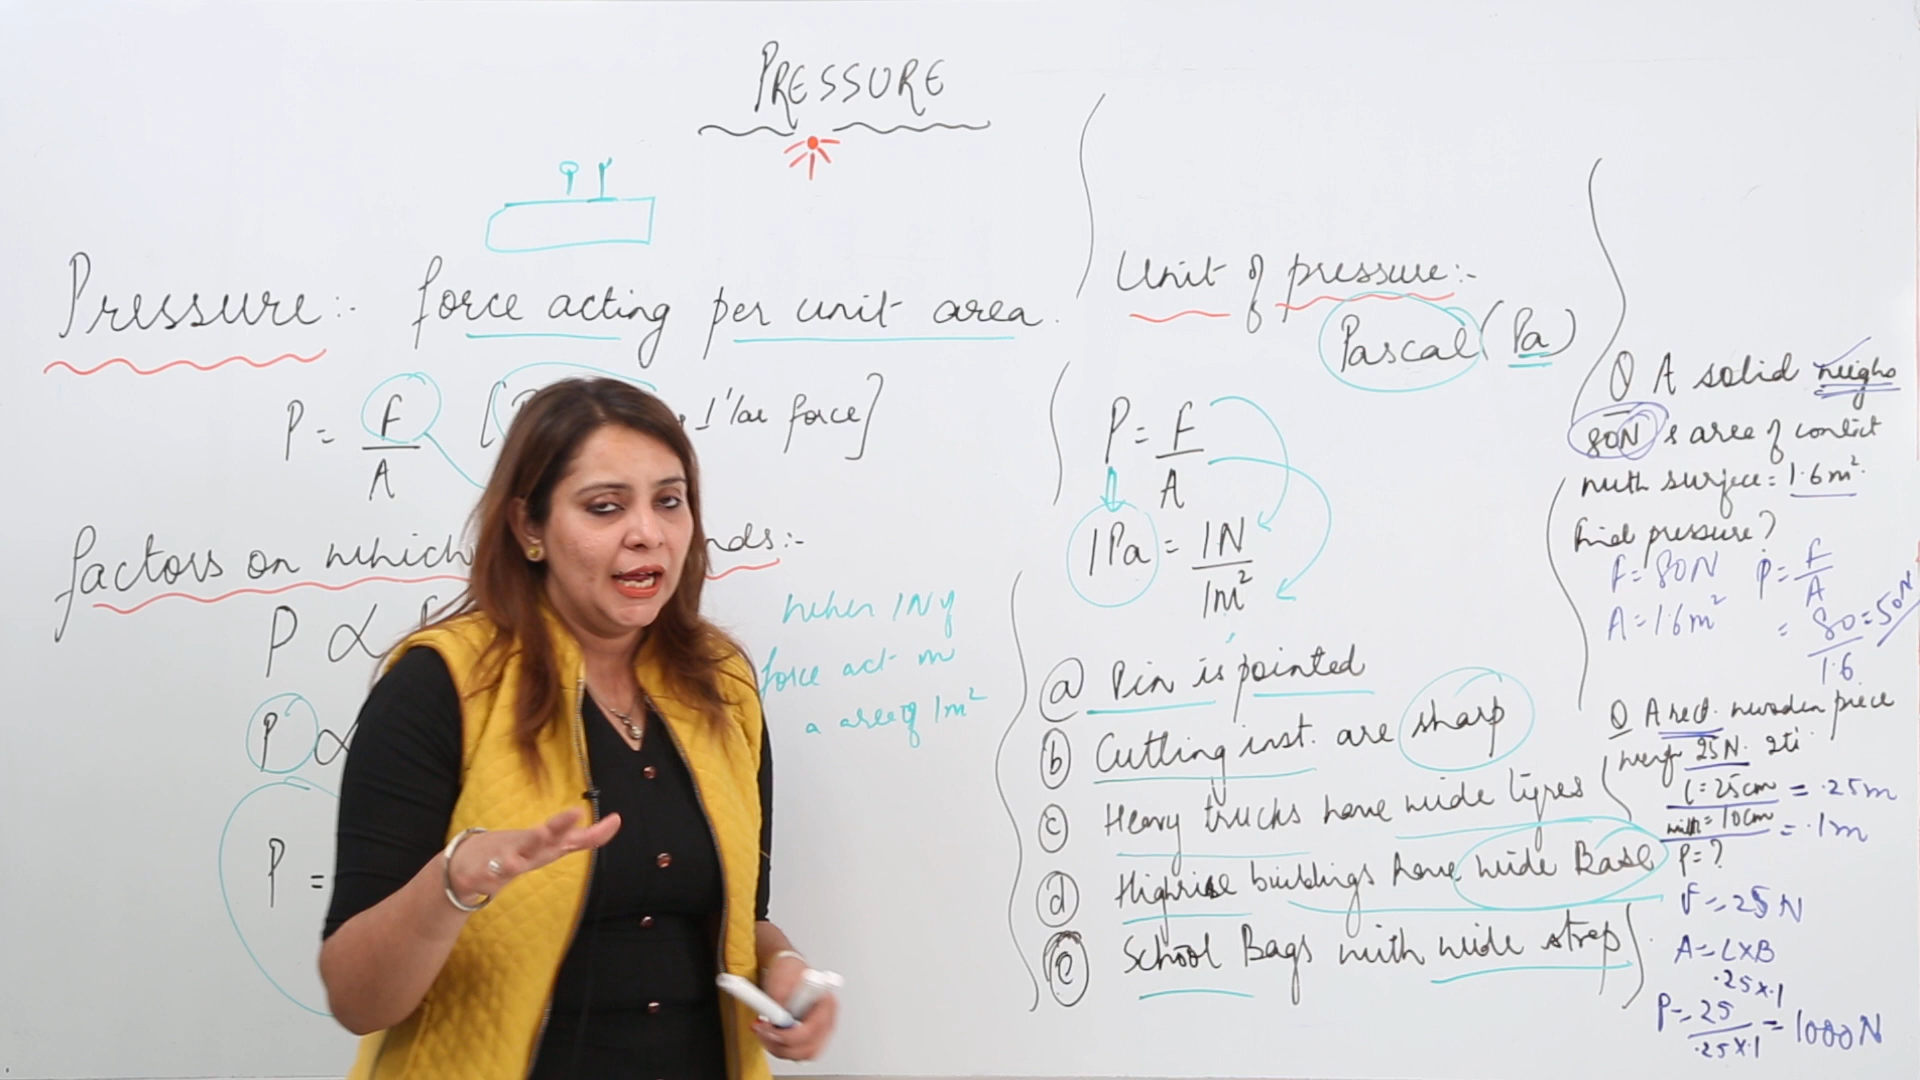 PRESSURE
Pressure:- force acting per unit area.
P = F
A
1'lar force]
factors on which
nds:-
P ∝
P ∝
P =
when 1N of
force act on
a area of 1m²
Unit of pressure:-
Pascal (Pa)
P = F
A
1Pa = 1N
1m²
(a) Pin is pointed
(b) Cutting inst. are sharp
(c) Heavy trucks have wide tyres
(d) Highrise buildings have wide Base
(e) School Bags with wide strap
Q A solid weighs
80N & area of contact
with surface = 1.6m².
find pressure?
F = 80N P = F
A
A = 1.6m² = 80 = 50N
1.6
Q A rect. wooden piece
25N.
l = 25cm = .25m
width = 10cm = .1m
P = ?
F = 25N
A = L×B
.25×.1
P = 25 = 1000N
.25×.1